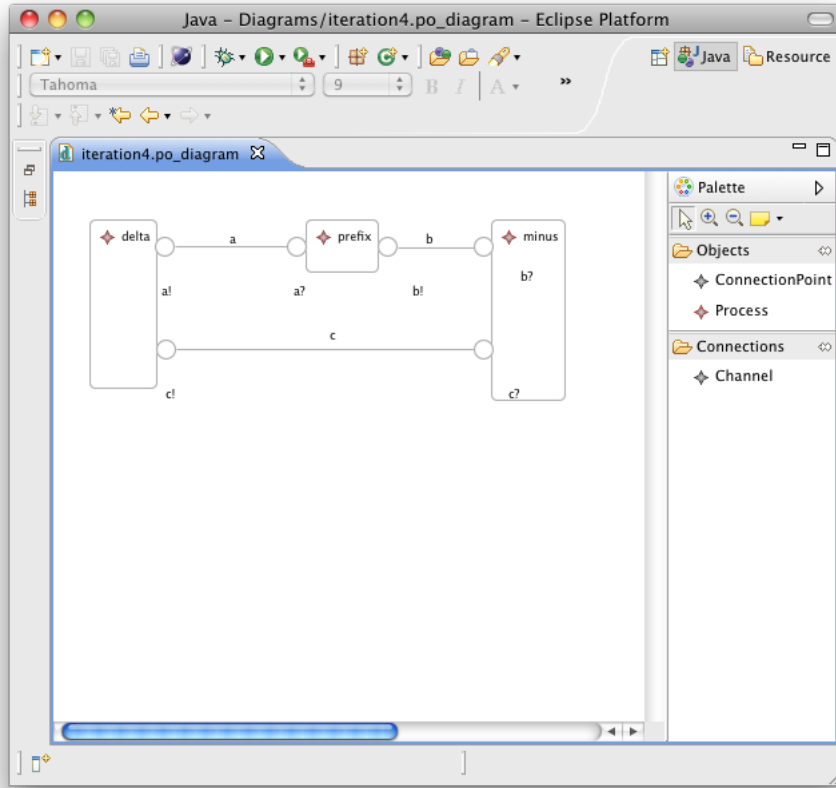 Java – Diagrams/iteration4.po_diagram – Eclipse Platform
Java Resource
Tahoma 9 B I A »
iteration4.po_diagram
Palette
Objects
ConnectionPoint
Process
Connections
Channel
delta a prefix b minus
b?
a! a? b!
c
c! c?